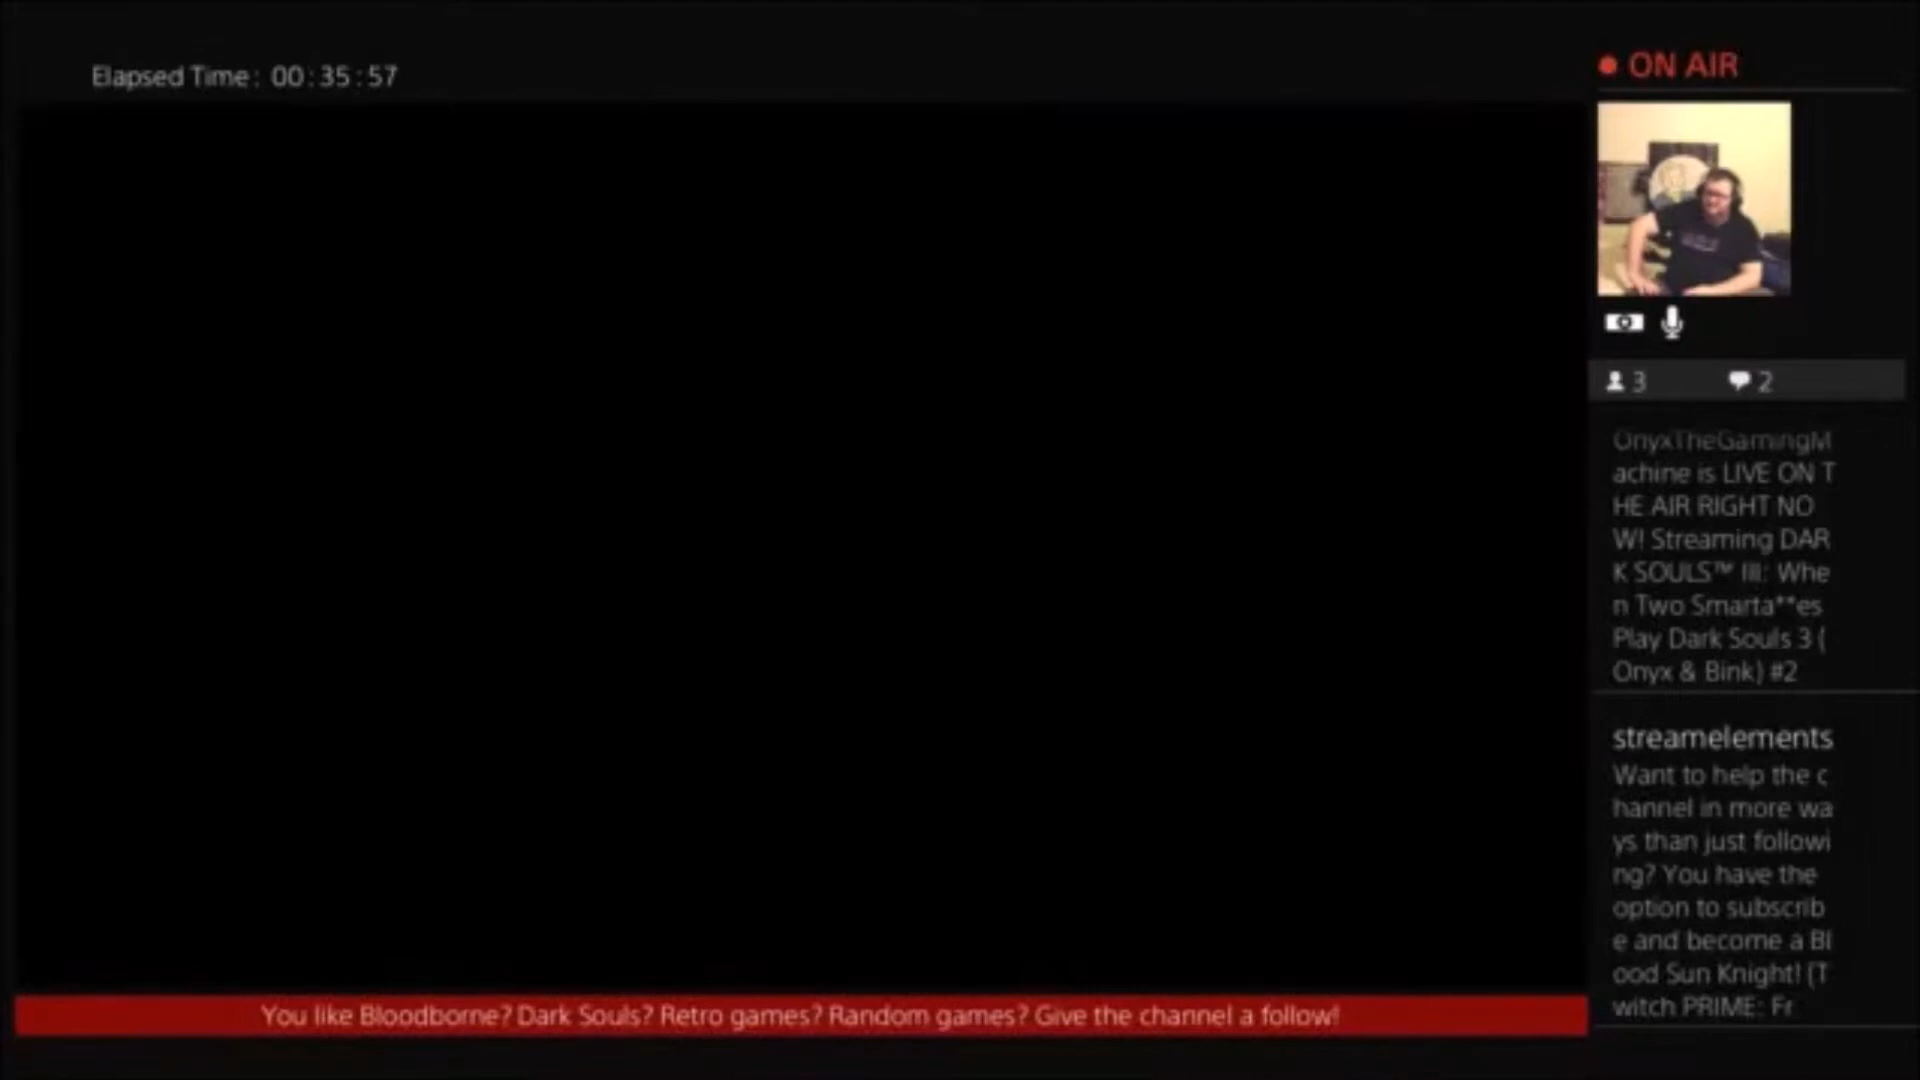 Elapsed Time: 00:35:57
ON AIR
3
2
OnyxTheGamingM
achine is LIVE ON T
HE AIR RIGHT NO
W! Streaming DAR
K SOULS™ III: Whe
n Two Smarta**es
Play Dark Souls 3 (
Onyx & Bink) #2
streamelements
Want to help the c
hannel in more wa
ys than just followi
ng? You have the
option to subscrib
e and become a Bl
ood Sun Knight! (T
witch PRIME: Fr
You like Bloodborne? Dark Souls? Retro games? Random games? Give the channel a follow!